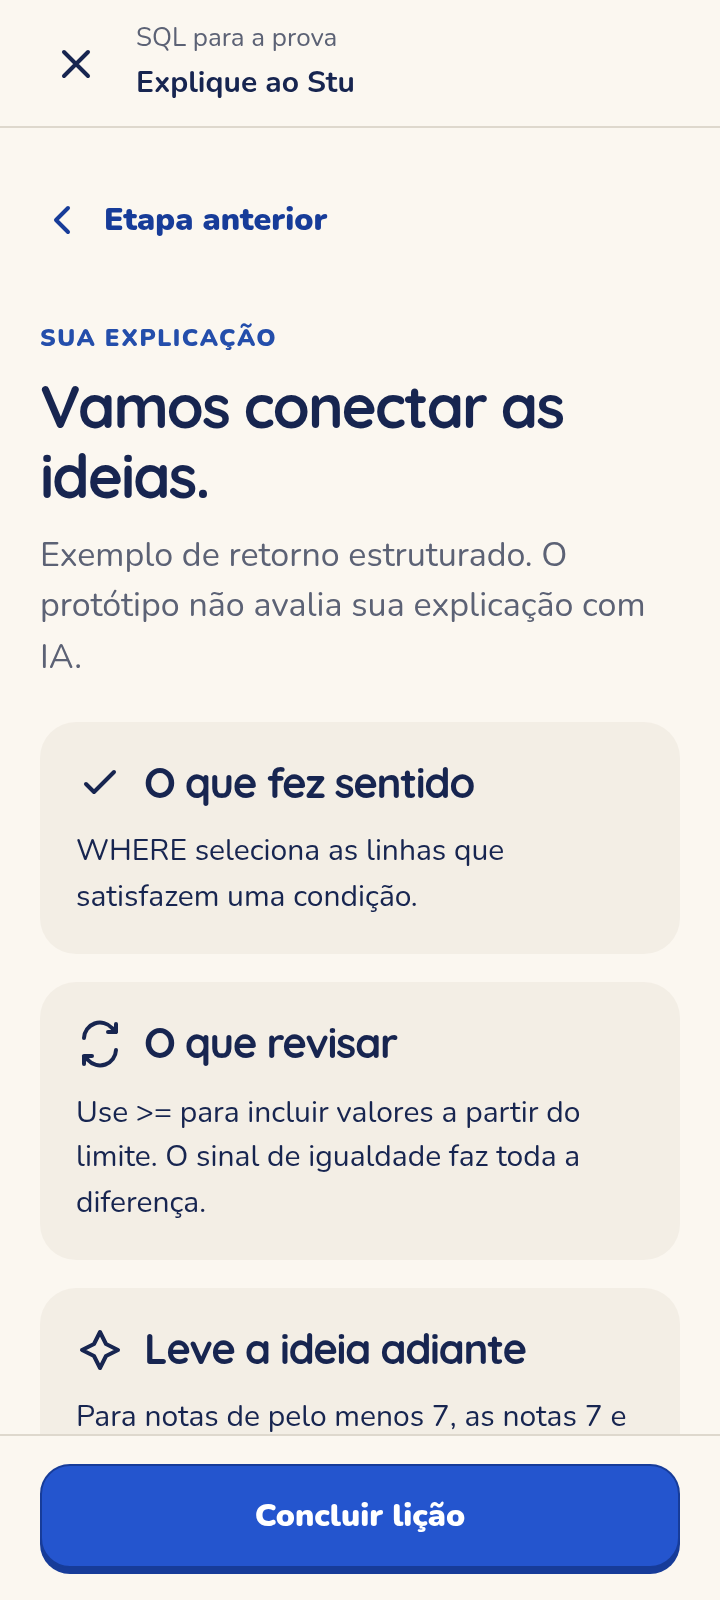 SQL para a prova
Explique ao Stu
Etapa anterior
SUA EXPLICAÇÃO
Vamos conectar as
ideias.
Exemplo de retorno estruturado. O
protótipo não avalia sua explicação com
IA.
O que fez sentido
WHERE seleciona as linhas que
satisfazem uma condição.
O que revisar
Use >= para incluir valores a partir do
limite. O sinal de igualdade faz toda a
diferença.
Leve a ideia adiante
Para notas de pelo menos 7, as notas 7 e
Concluir lição